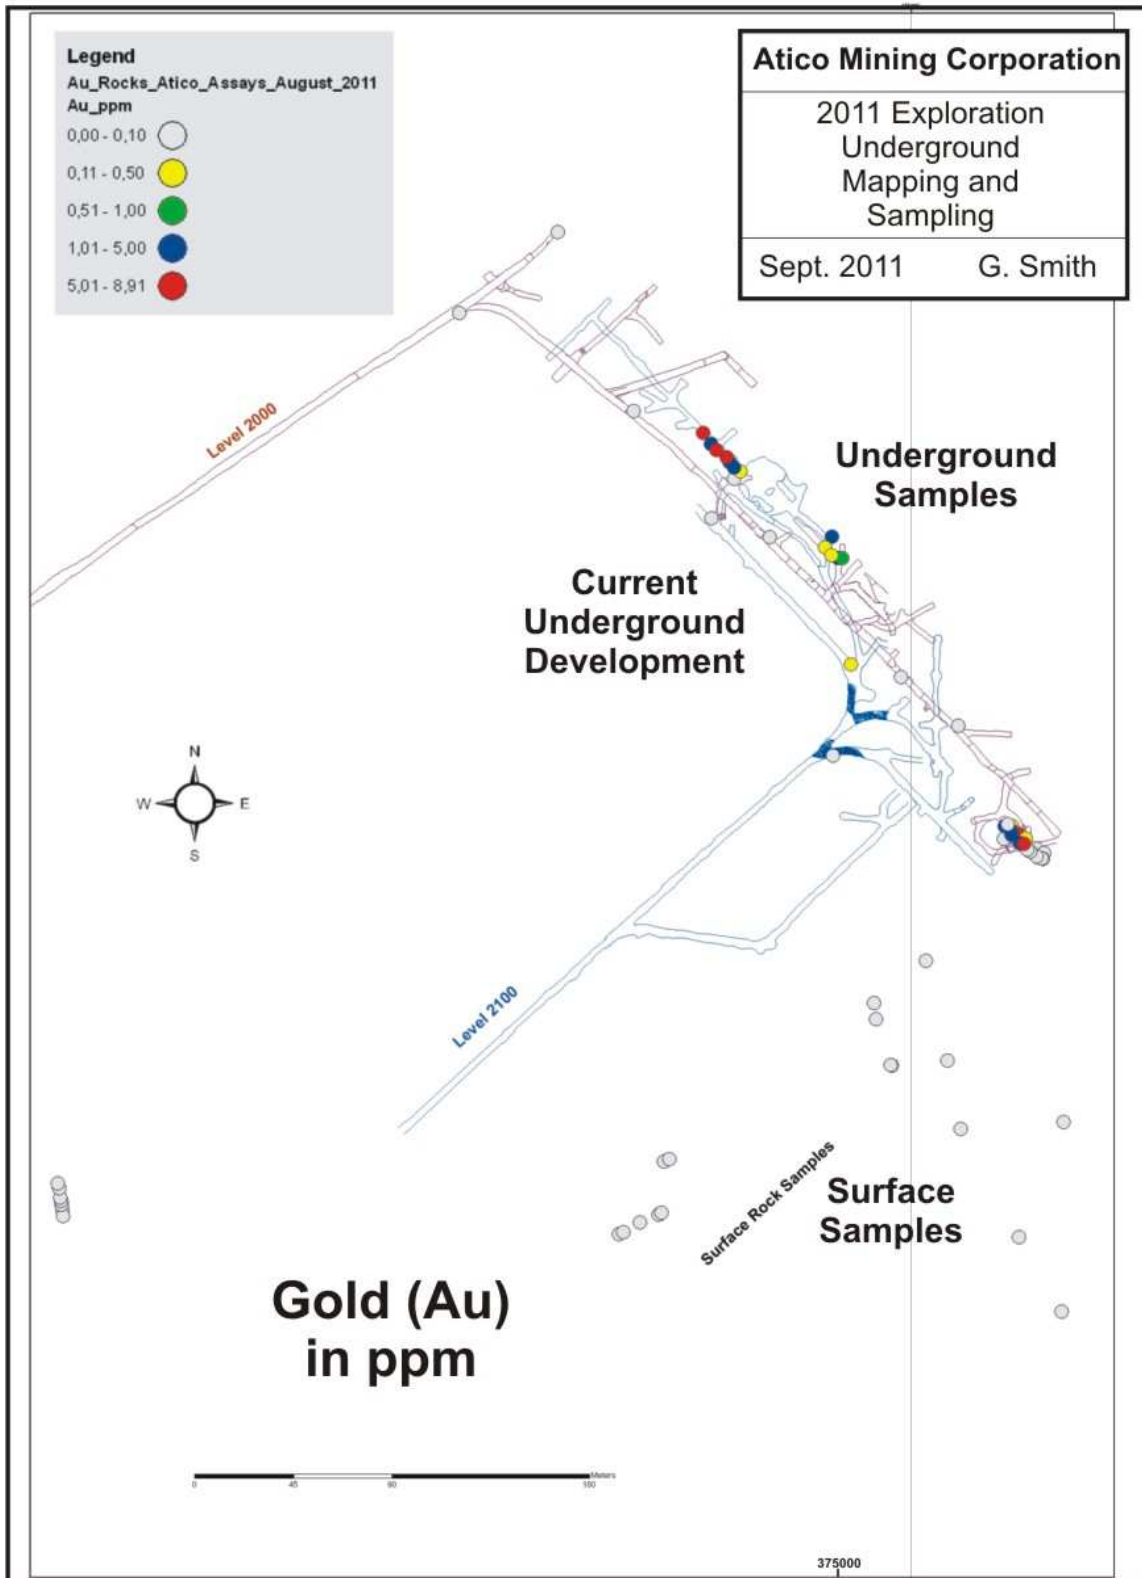 Legend
Au_Rocks_Atico_Assays_August_2011
Au_ppm
0,00 - 0,10
0,11 - 0,50
0,51 - 1,00
1,01 - 5,00
5,01 - 8,91
Atico Mining Corporation
2011 Exploration
Underground
Mapping and
Sampling
Sept. 2011 G. Smith
Level 2000
Underground
Samples
Current
Underground
Development
N
W E
S
Level 2100
Surface Rock Samples
Surface
Samples
Gold (Au)
in ppm
Meters
0 45 90 180
375000